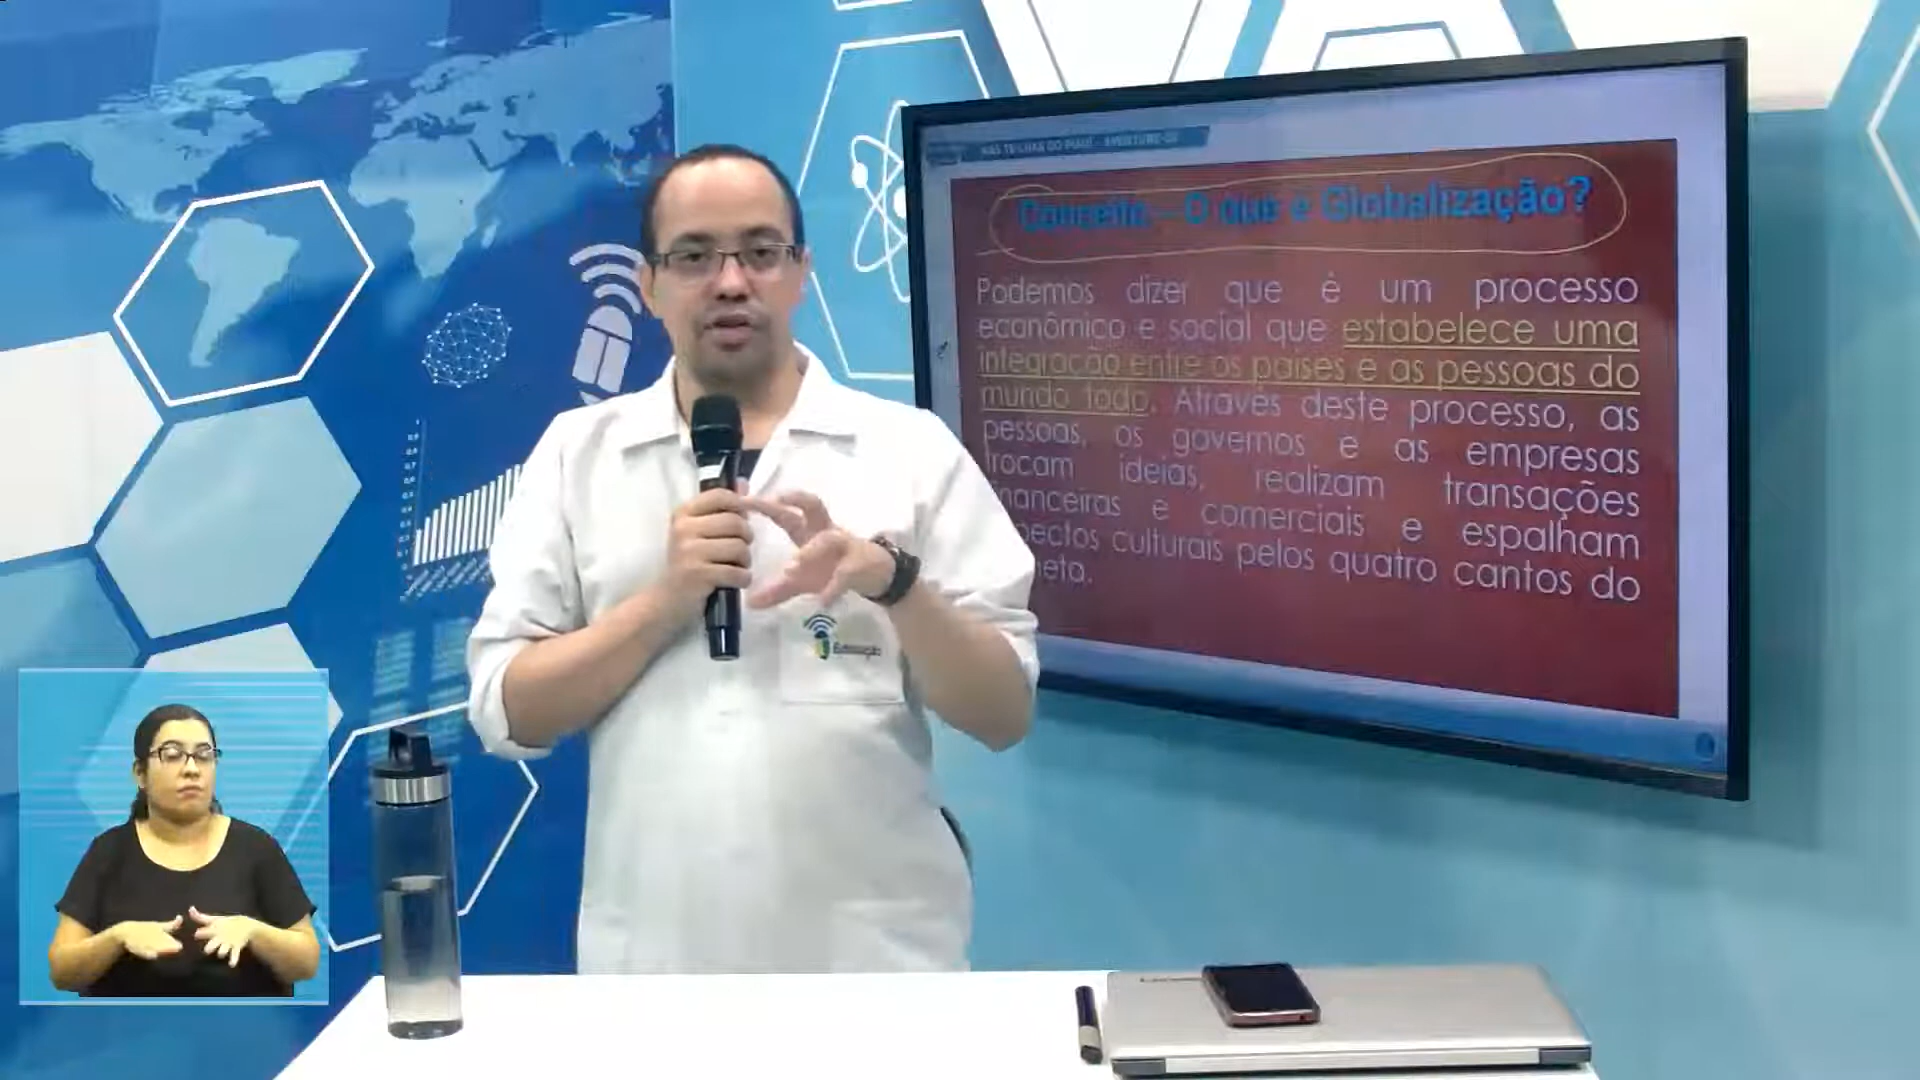 Conceito - O que é Globalização?
Podemos dizer que é um processo
econômico e social que estabelece uma
integração entre os países e as pessoas do
mundo todo. Através deste processo, as
pessoas, os governos e as empresas
trocam ideias, realizam transações
financeiras e comerciais e espalham
culturais pelos quatro cantos do
Educação